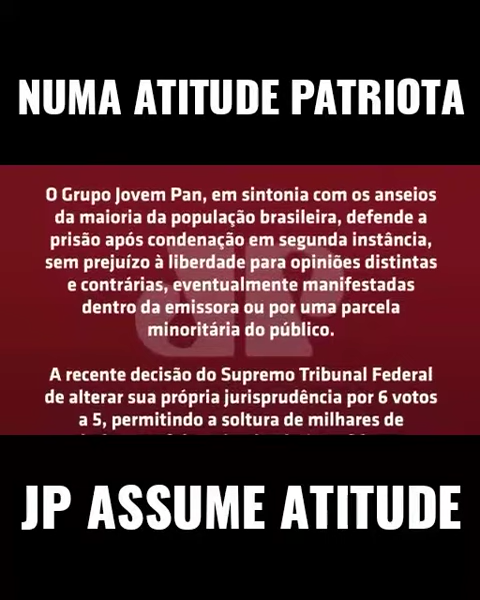 NUMA ATITUDE PATRIOTA
O Grupo Jovem Pan, em sintonia com os anseios
da maioria da população brasileira, defende a
prisão após condenação em segunda instância,
sem prejuízo à liberdade para opiniões distintas
e contrárias, eventualmente manifestadas
dentro da emissora ou por uma parcela
minoritária do público.
A recente decisão do Supremo Tribunal Federal
de alterar sua própria jurisprudência por 6 votos
a 5, permitindo a soltura de milhares de
JP ASSUME ATITUDE